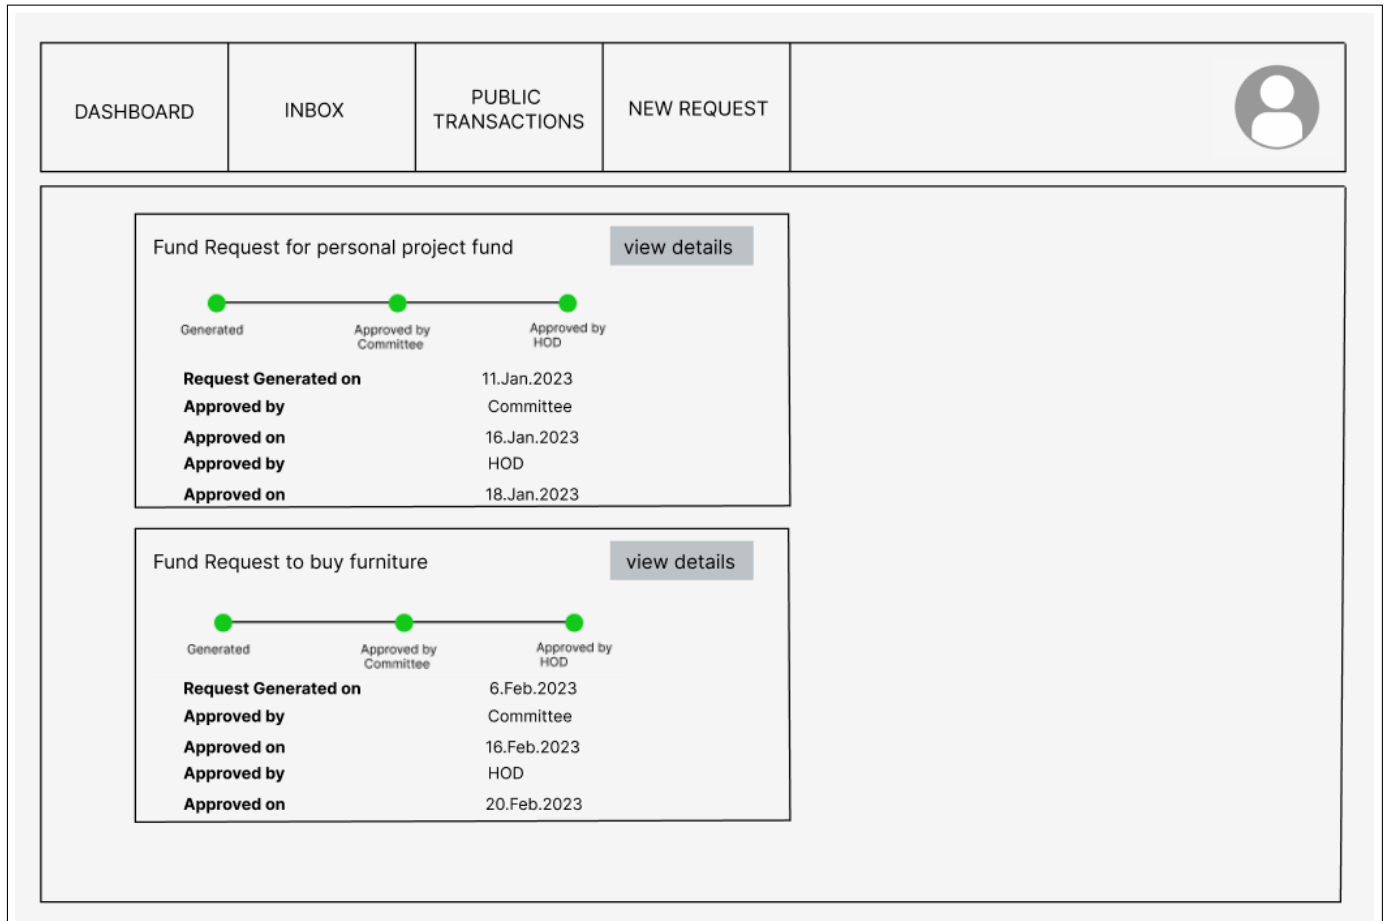 DASHBOARD
INBOX
PUBLIC
TRANSACTIONS
NEW REQUEST
Fund Request for personal project fund
view details
Generated
Approved by
Committee
Approved by
HOD
Request Generated on 11.Jan.2023
Approved by Committee
Approved on 16.Jan.2023
Approved by HOD
Approved on 18.Jan.2023
Fund Request to buy furniture
view details
Generated
Approved by
Committee
Approved by
HOD
Request Generated on 6.Feb.2023
Approved by Committee
Approved on 16.Feb.2023
Approved by HOD
Approved on 20.Feb.2023